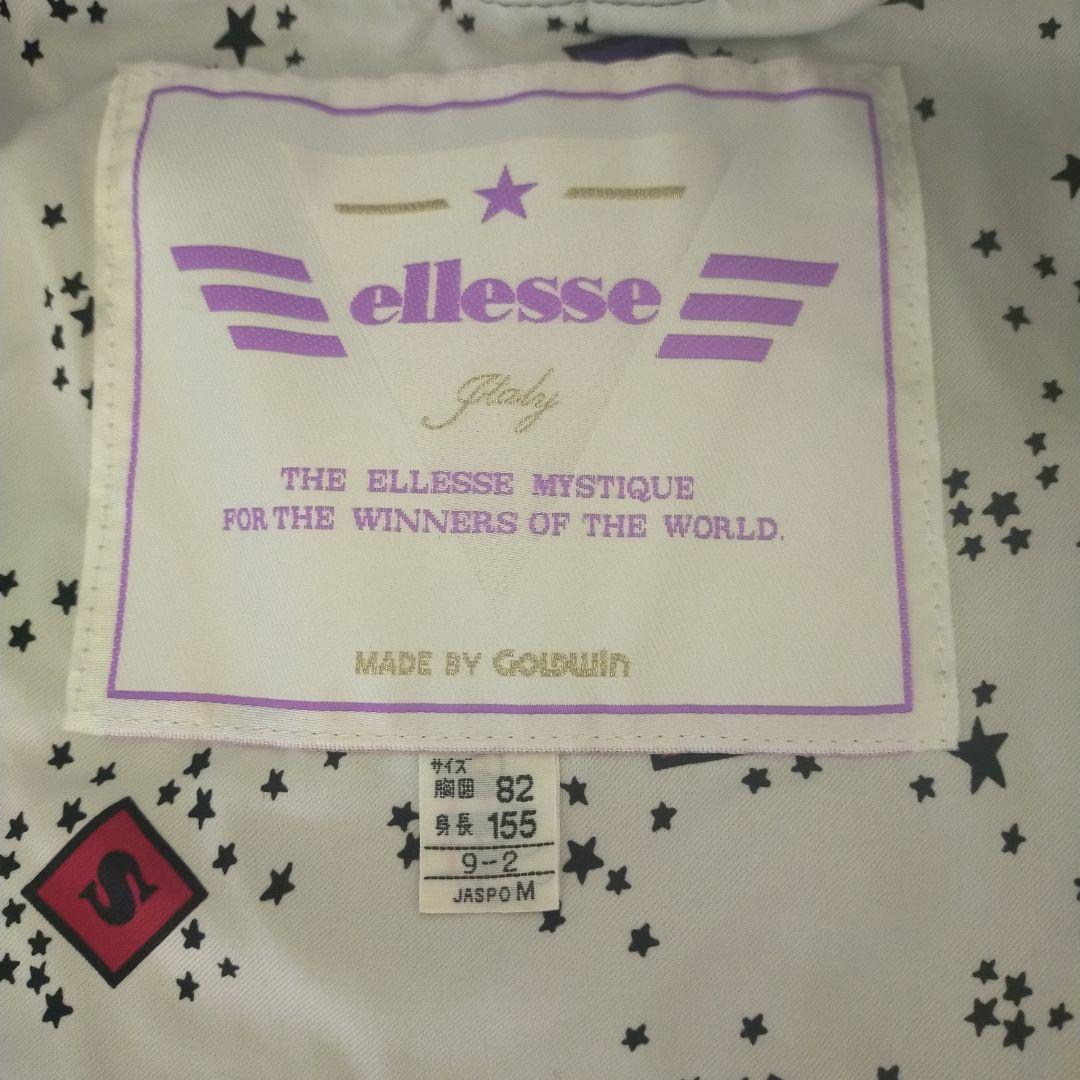 ellesse
Italy
THE ELLESSE MYSTIQUE
FOR THE WINNERS OF THE WORLD.
MADE BY GOLDWIN
サイズ
胸囲 82
身長 155
9-2
JASPO M
S